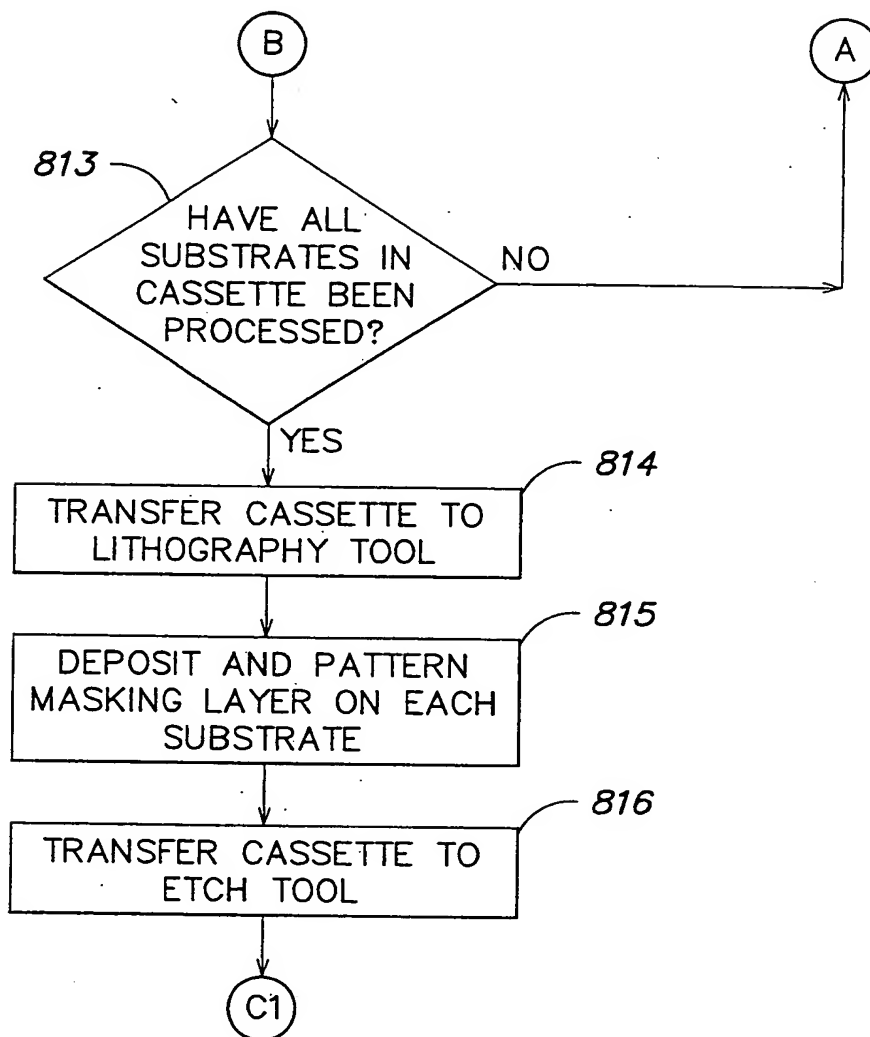 B
A
813
HAVE ALL
SUBSTRATES IN
CASSETTE BEEN
PROCESSED?
NO
YES
814
TRANSFER CASSETTE TO
LITHOGRAPHY TOOL
815
DEPOSIT AND PATTERN
MASKING LAYER ON EACH
SUBSTRATE
816
TRANSFER CASSETTE TO
ETCH TOOL
C1